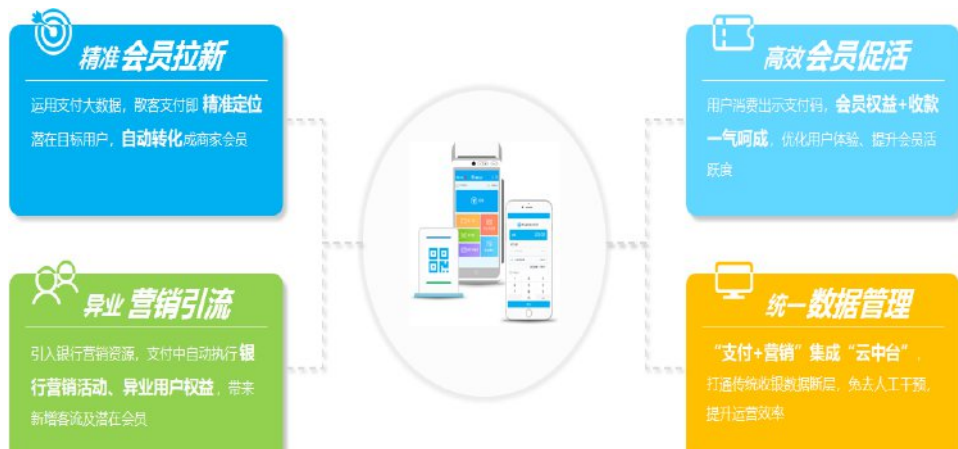 精准会员拉新
运用支付大数据，散客支付即 精准定位
潜在目标用户，自动转化成商家会员
高效会员促活
用户消费出示支付码，会员权益+收款
一气呵成，优化用户体验、提升会员活
跃度
异业营销引流
引入银行营销资源，支付中自动执行银
行营销活动、异业用户权益，带来
新增客流及潜在会员
统一数据管理
“支付+营销”集成“云中台”，
打通传统收银数据断层，免去人工干预，
提升运营效率